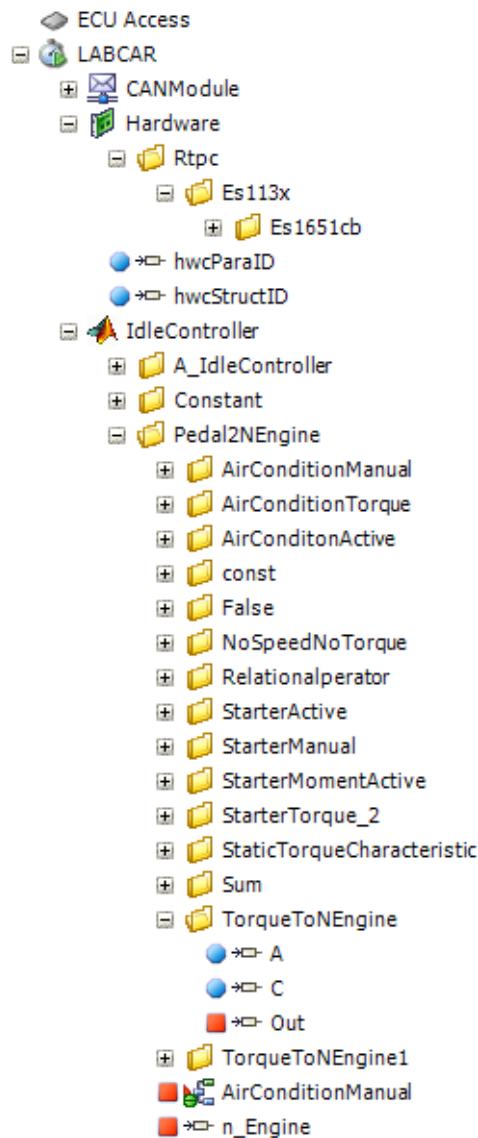 ECU Access
LABCAR
CANModule
Hardware
Rtpc
Es113x
Es1651cb
hwcParaID
hwcStructID
IdleController
A_IdleController
Constant
Pedal2NEngine
AirConditionManual
AirConditionTorque
AirConditonActive
const
False
NoSpeedNoTorque
Relationalperator
StarterActive
StarterManual
StarterMomentActive
StarterTorque_2
StaticTorqueCharacteristic
Sum
TorqueToNEngine
A
C
Out
TorqueToNEngine1
AirConditionManual
n_Engine